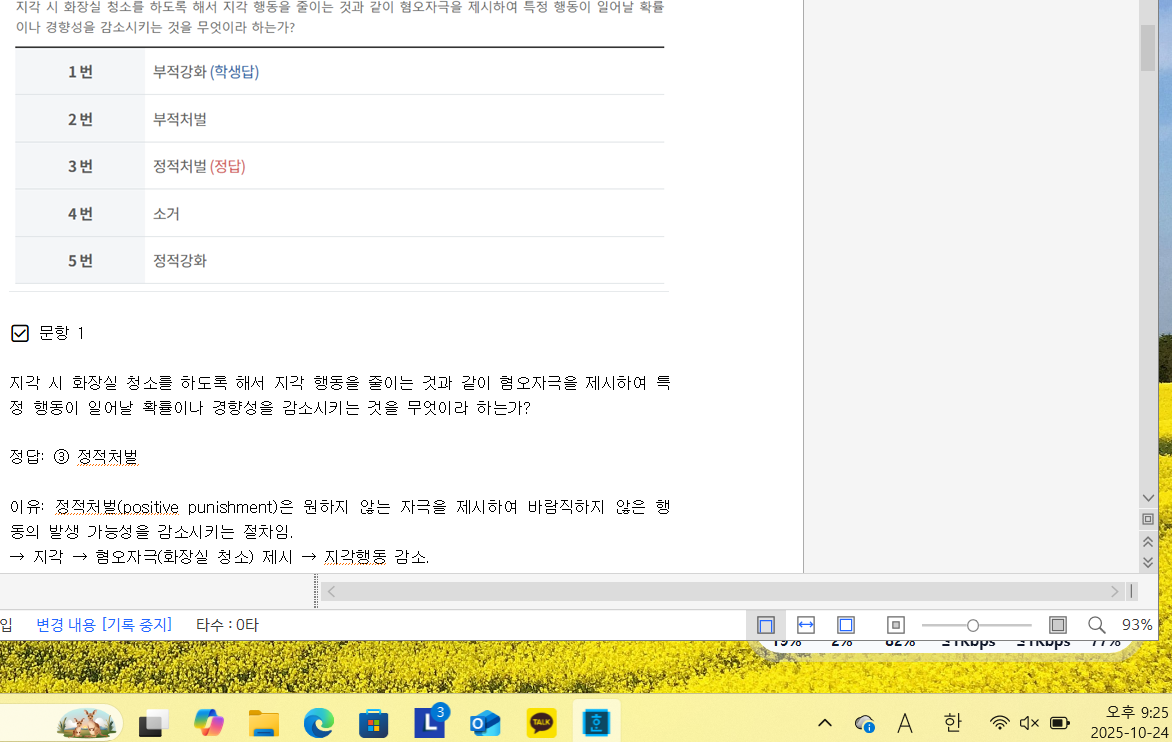 지각 시 화장실 청소를 하도록 해서 지각 행동을 줄이는 것과 같이 혐오자극을 제시하여 특정 행동이 일어날 확률
이나 경향성을 감소시키는 것을 무엇이라 하는가?
1번 부적강화 (학생답)
2번 부적처벌
3번 정적처벌 (정답)
4번 소거
5번 정적강화
문항 1
지각 시 화장실 청소를 하도록 해서 지각 행동을 줄이는 것과 같이 혐오자극을 제시하여 특
정 행동이 일어날 확률이나 경향성을 감소시키는 것을 무엇이라 하는가?
정답: ③ 정적처벌
이유: 정적처벌(positive punishment)은 원하지 않는 자극을 제시하여 바람직하지 않은 행
동의 발생 가능성을 감소시키는 절차임.
→ 지각 → 혐오자극(화장실 청소) 제시 → 지각행동 감소.
입 변경 내용 [기록 중지] 타수 : 0타 93%
19% 2% 82% ≤1Kbps ≤1Kbps 77%
L 3 TALK 호 A 한 오후 9:25
2025-10-24